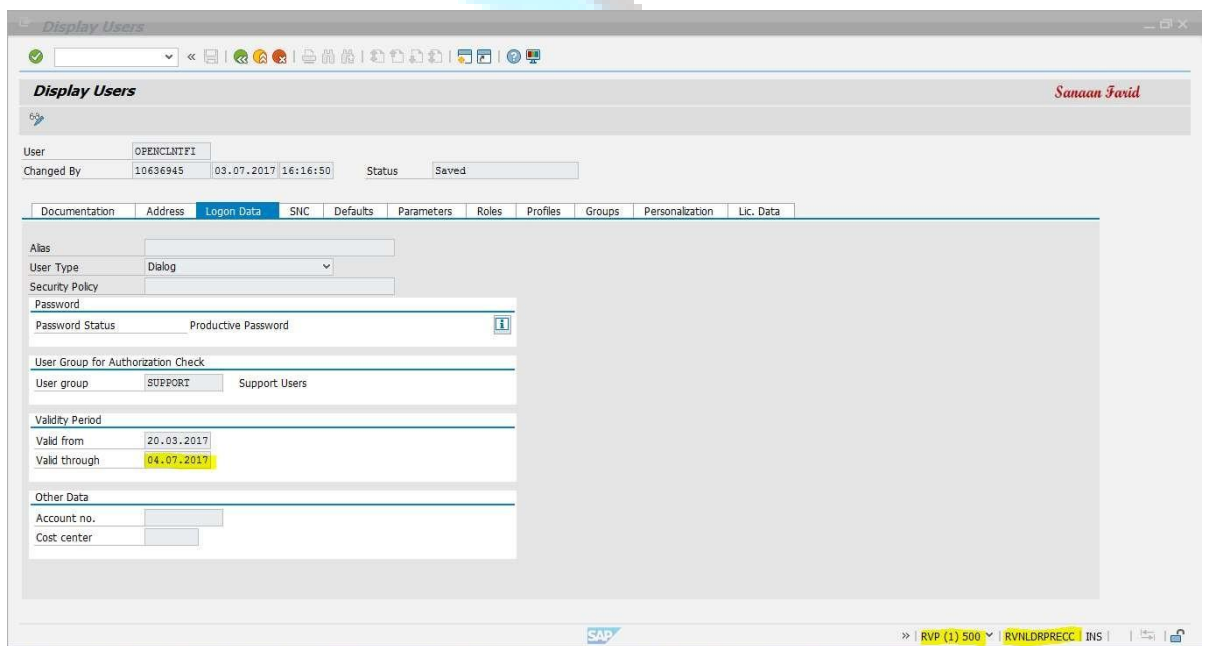 Display Users
Display Users
Sanaan Farid
User OPENCLNTFI
Changed By 10636945 03.07.2017 16:16:50 Status Saved
Documentation Address Logon Data SNC Defaults Parameters Roles Profiles Groups Personalization Lic. Data
Alias
User Type Dialog
Security Policy
Password
Password Status Productive Password
User Group for Authorization Check
User group SUPPORT Support Users
Validity Period
Valid from 20.03.2017
Valid through 04.07.2017
Other Data
Account no.
Cost center
SAP » | RVP (1) 500 | RVNLDRPRECC | INS |